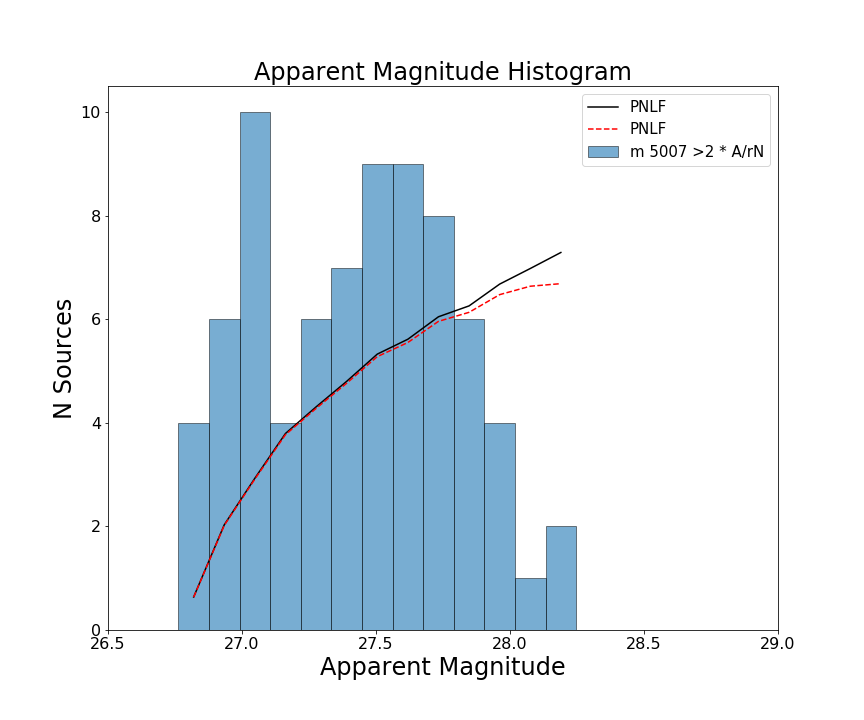 Apparent Magnitude Histogram
PNLF
PNLF
m 5007 >2 * A/rN
10
8
6
4
2
0
N Sources
26.5 27.0 27.5 28.0 28.5 29.0
Apparent Magnitude